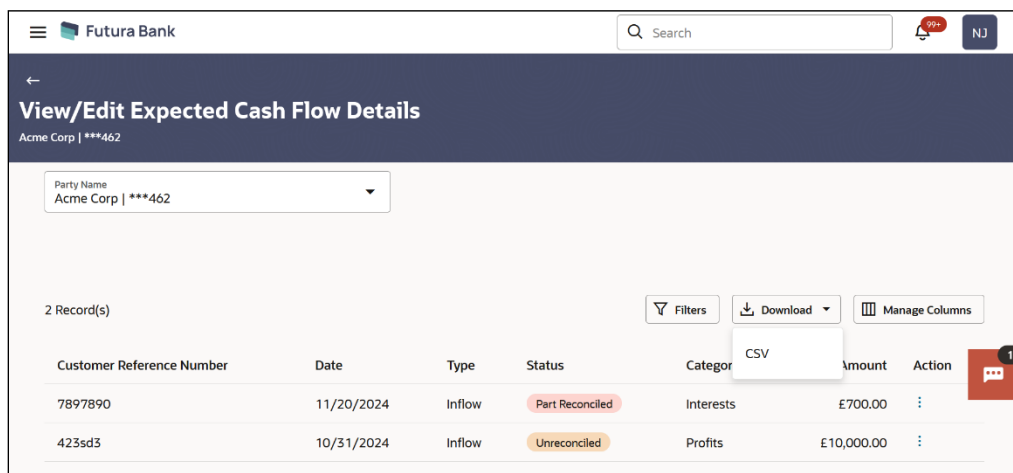 Futura Bank
Search
99+
NJ
View/Edit Expected Cash Flow Details
Acme Corp | ***462
Party Name
Acme Corp | ***462
2 Record(s)
Filters
Download
Manage Columns
CSV
1
Customer Reference Number Date Type Status Categor Amount Action
7897890 11/20/2024 Inflow Part Reconciled Interests £700.00
423sd3 10/31/2024 Inflow Unreconciled Profits £10,000.00